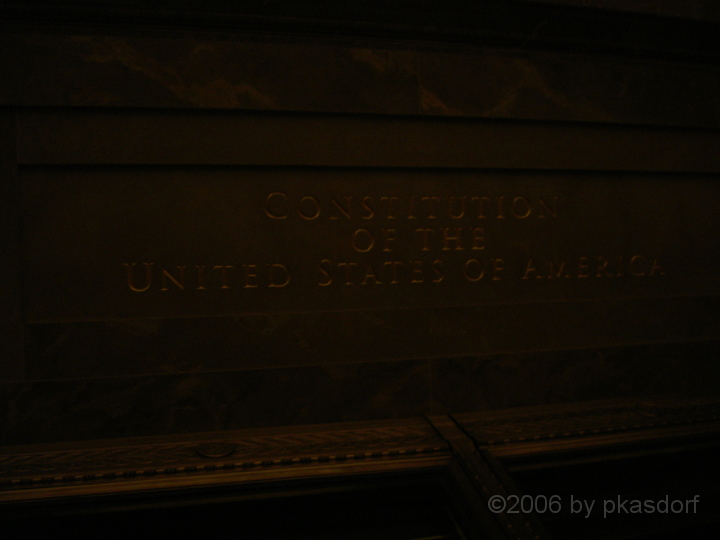 CONSTITUTION
OF THE
UNITED STATES OF AMERICA
©2006 by pkasdorf